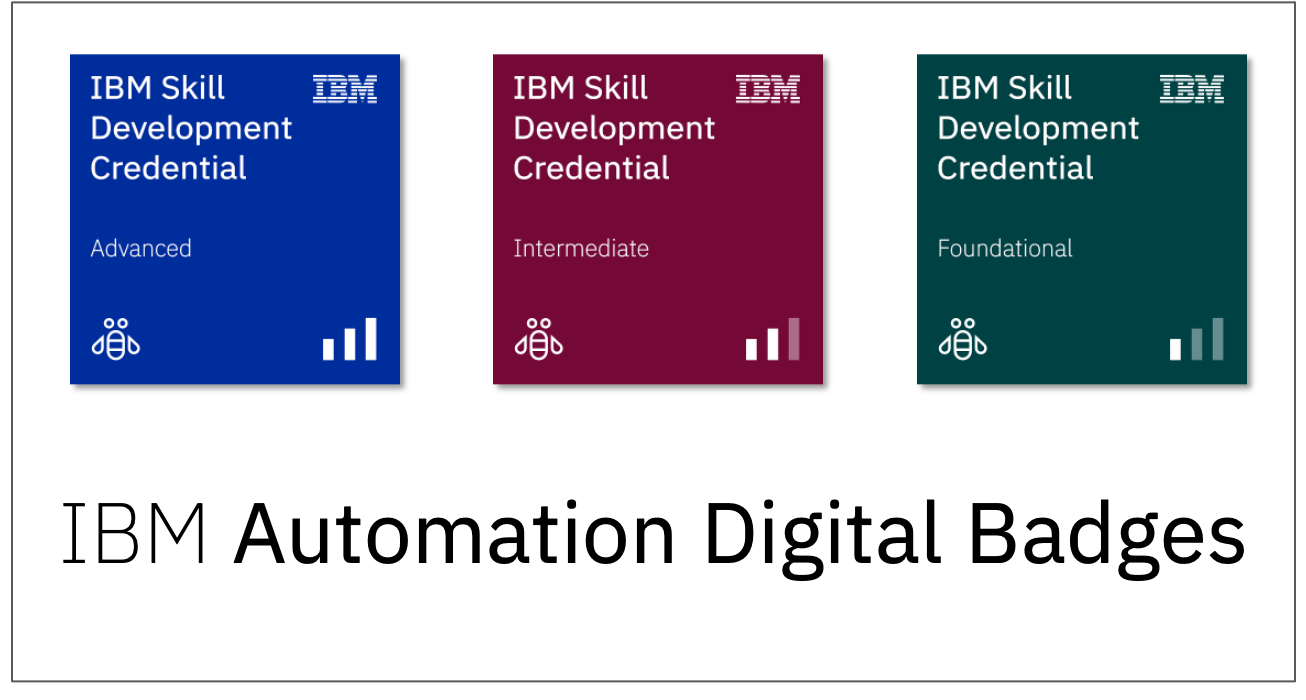 IBM Skill
Development
Credential
IBM
Advanced
IBM Skill
Development
Credential
IBM
Intermediate
IBM Skill
Development
Credential
IBM
Foundational
IBM Automation Digital Badges